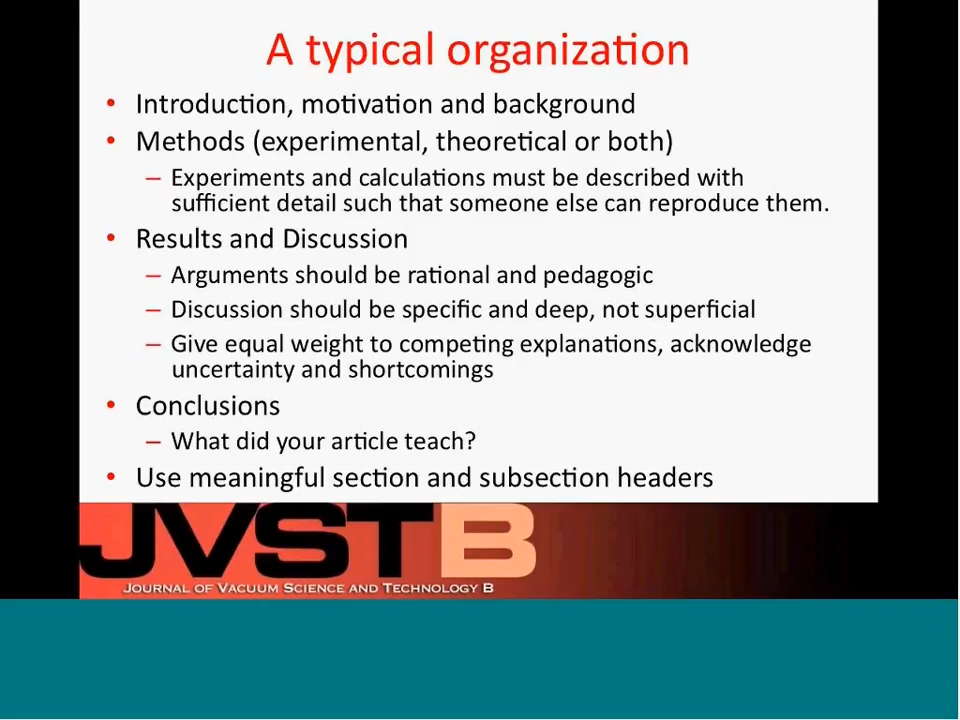 A typical organization
• Introduction, motivation and background
• Methods (experimental, theoretical or both)
– Experiments and calculations must be described with
sufficient detail such that someone else can reproduce them.
• Results and Discussion
– Arguments should be rational and pedagogic
– Discussion should be specific and deep, not superficial
– Give equal weight to competing explanations, acknowledge
uncertainty and shortcomings
• Conclusions
– What did your article teach?
• Use meaningful section and subsection headers
JVSTB
JOURNAL OF VACUUM SCIENCE AND TECHNOLOGY B